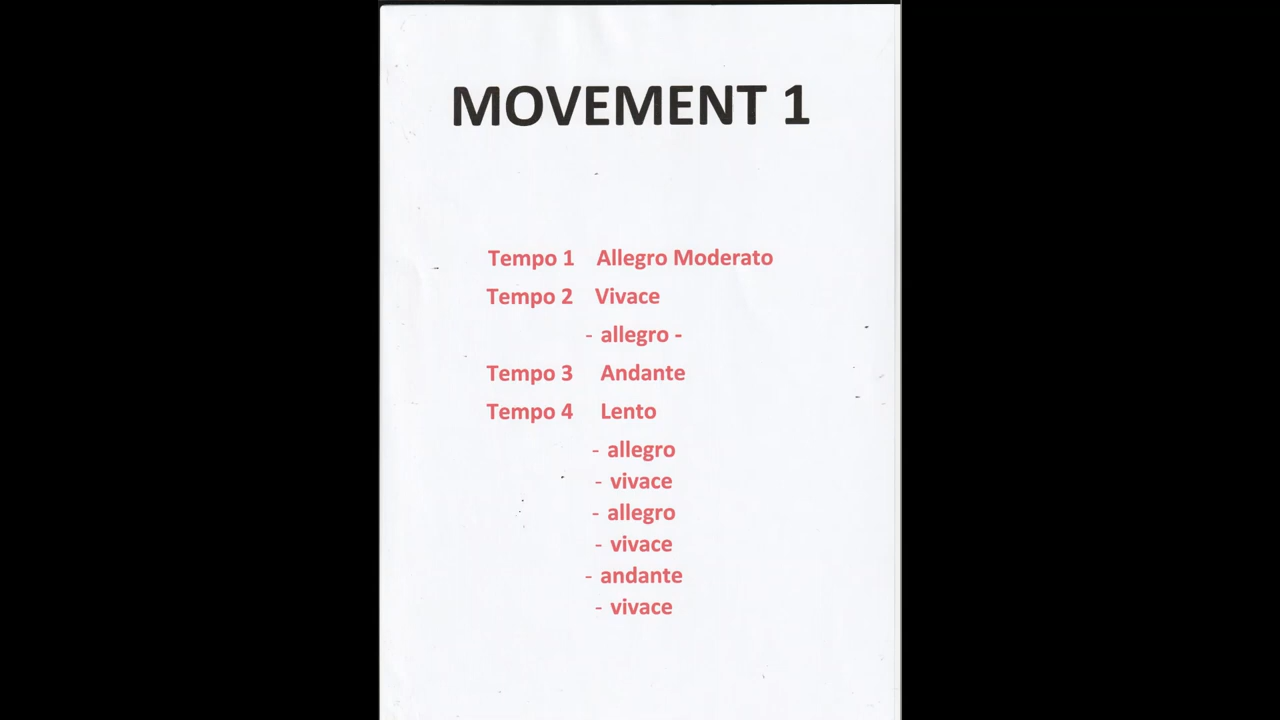 MOVEMENT 1
Tempo 1 Allegro Moderato
Tempo 2 Vivace
- allegro -
Tempo 3 Andante
Tempo 4 Lento
- allegro
- vivace
- allegro
- vivace
- andante
- vivace